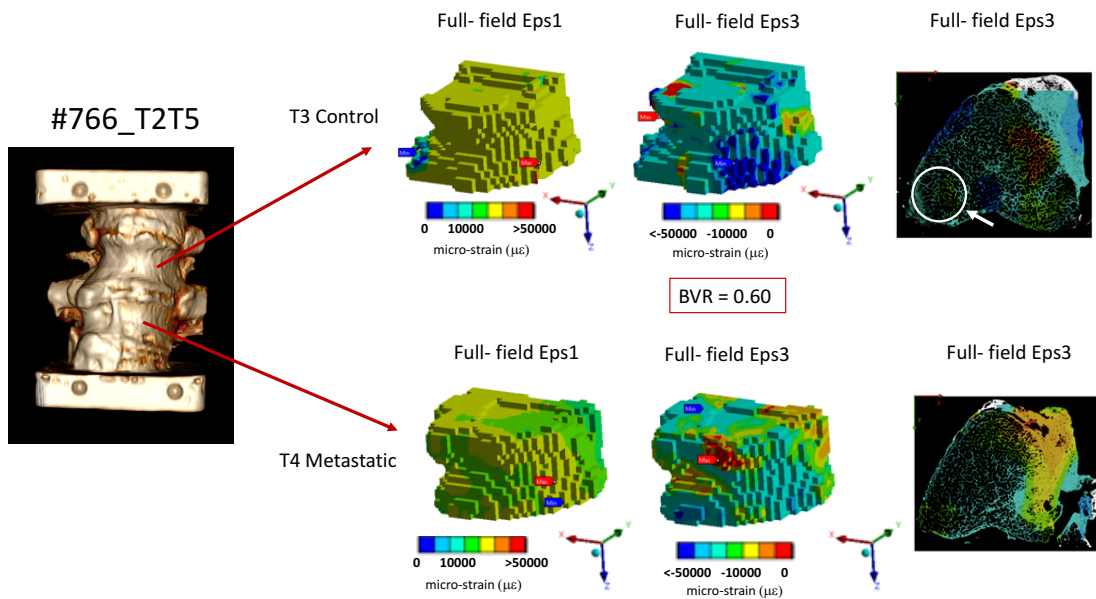 Full- field Eps1
Full- field Eps3
Full- field Eps3
#766_T2T5
T3 Control
Min
Max
X
Y
Z
0
10000
>50000
micro-strain (με)
Max
Min
X
Y
Z
<-50000
-10000
0
micro-strain (με)
X
Y
BVR = 0.60
Full- field Eps1
Full- field Eps3
Full- field Eps3
T4 Metastatic
Max
Min
X
Y
Z
0
10000
>50000
micro-strain (με)
Min
Max
X
Y
Z
<-50000
-10000
0
micro-strain (με)